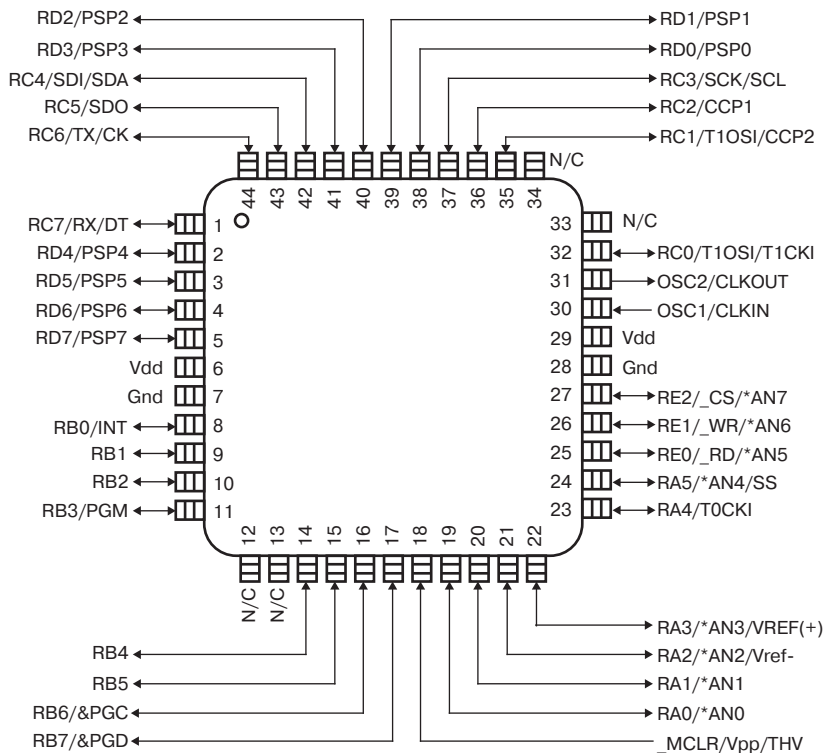 RD2/PSP2
RD3/PSP3
RC4/SDI/SDA
RC5/SDO
RC6/TX/CK
RD1/PSP1
RD0/PSP0
RC3/SCK/SCL
RC2/CCP1
RC1/T1OSI/CCP2
N/C
44 43 42 41 40 39 38 37 36 35 34
RC7/RX/DT 1
RD4/PSP4 2
RD5/PSP5 3
RD6/PSP6 4
RD7/PSP7 5
Vdd 6
Gnd 7
RB0/INT 8
RB1 9
RB2 10
RB3/PGM 11
33 N/C
32 RC0/T1OSI/T1CKI
31 OSC2/CLKOUT
30 OSC1/CLKIN
29 Vdd
28 Gnd
27 RE2/_CS/*AN7
26 RE1/_WR/*AN6
25 RE0/_RD/*AN5
24 RA5/*AN4/SS
23 RA4/T0CKI
12 13 14 15 16 17 18 19 20 21 22
N/C N/C
RB4
RB5
RB6/&PGC
RB7/&PGD
RA3/*AN3/VREF(+)
RA2/*AN2/Vref-
RA1/*AN1
RA0/*AN0
_MCLR/Vpp/THV